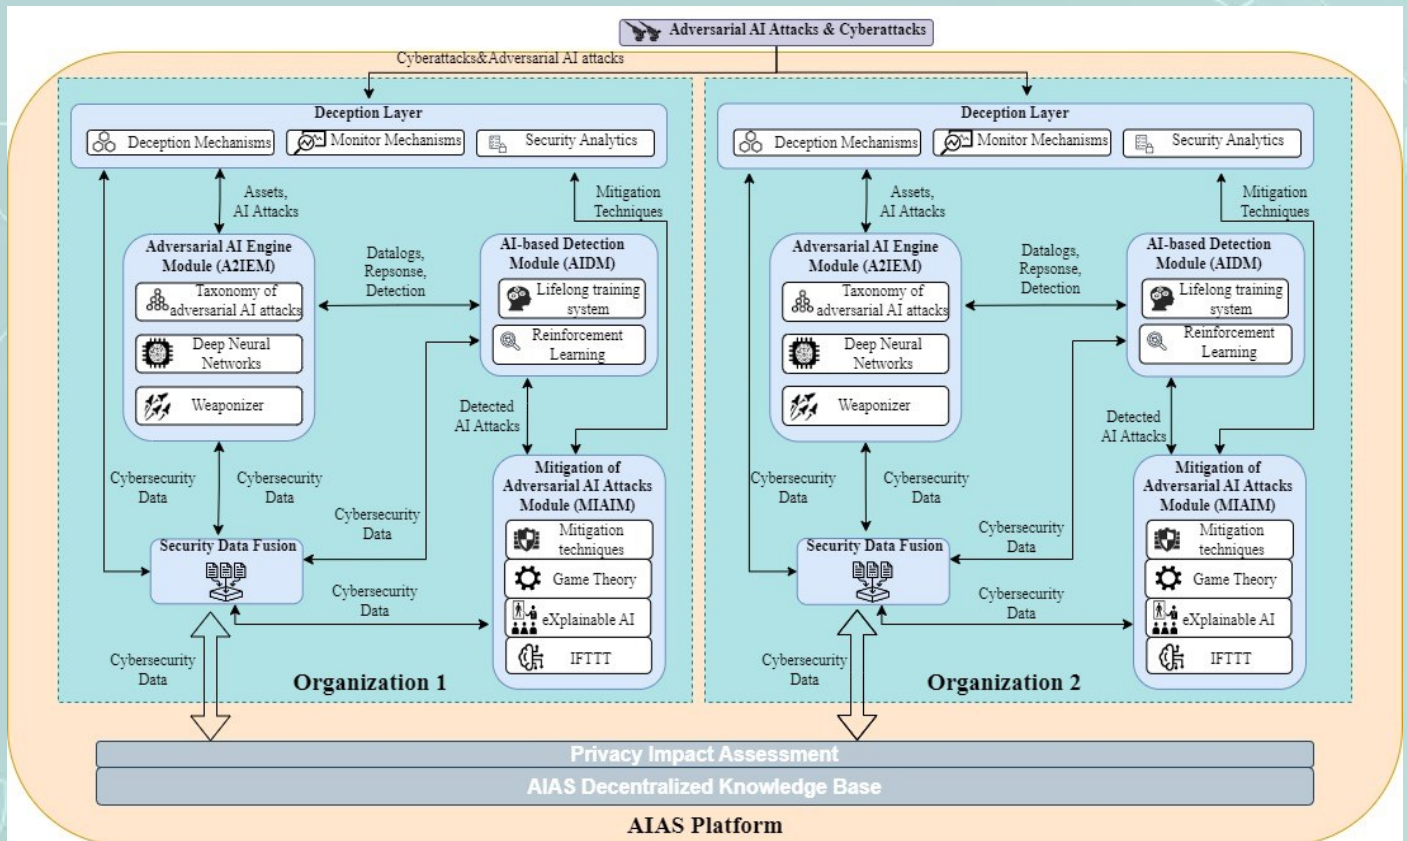 Adversarial AI Attacks & Cyberattacks
Cyberattacks&Adversarial AI attacks
Deception Layer
Deception Mechanisms
Monitor Mechanisms
Security Analytics
Assets,
AI Attacks
Mitigation
Techniques
Adversarial AI Engine
Module (A2IEM)
Taxonomy of
adversarial AI attacks
Deep Neural
Networks
Weaponizer
Datalogs,
Repsonse,
Detection
AI-based Detection
Module (AIDM)
Lifelong training
system
Reinforcement
Learning
Detected
AI Attacks
Cybersecurity
Data
Cybersecurity
Data
Cybersecurity
Data
Mitigation of
Adversarial AI Attacks
Module (MIAIM)
Mitigation
techniques
Game Theory
eXplainable AI
IFTTT
Security Data Fusion
Cybersecurity
Data
Cybersecurity
Data
Organization 1
Deception Layer
Deception Mechanisms
Monitor Mechanisms
Security Analytics
Assets,
AI Attacks
Mitigation
Techniques
Adversarial AI Engine
Module (A2IEM)
Taxonomy of
adversarial AI attacks
Deep Neural
Networks
Weaponizer
Datalogs,
Repsonse,
Detection
AI-based Detection
Module (AIDM)
Lifelong training
system
Reinforcement
Learning
Detected
AI Attacks
Cybersecurity
Data
Cybersecurity
Data
Cybersecurity
Data
Mitigation of
Adversarial AI Attacks
Module (MIAIM)
Mitigation
techniques
Game Theory
eXplainable AI
IFTTT
Security Data Fusion
Cybersecurity
Data
Cybersecurity
Data
Organization 2
Privacy Impact Assessment
AIAS Decentralized Knowledge Base
AIAS Platform